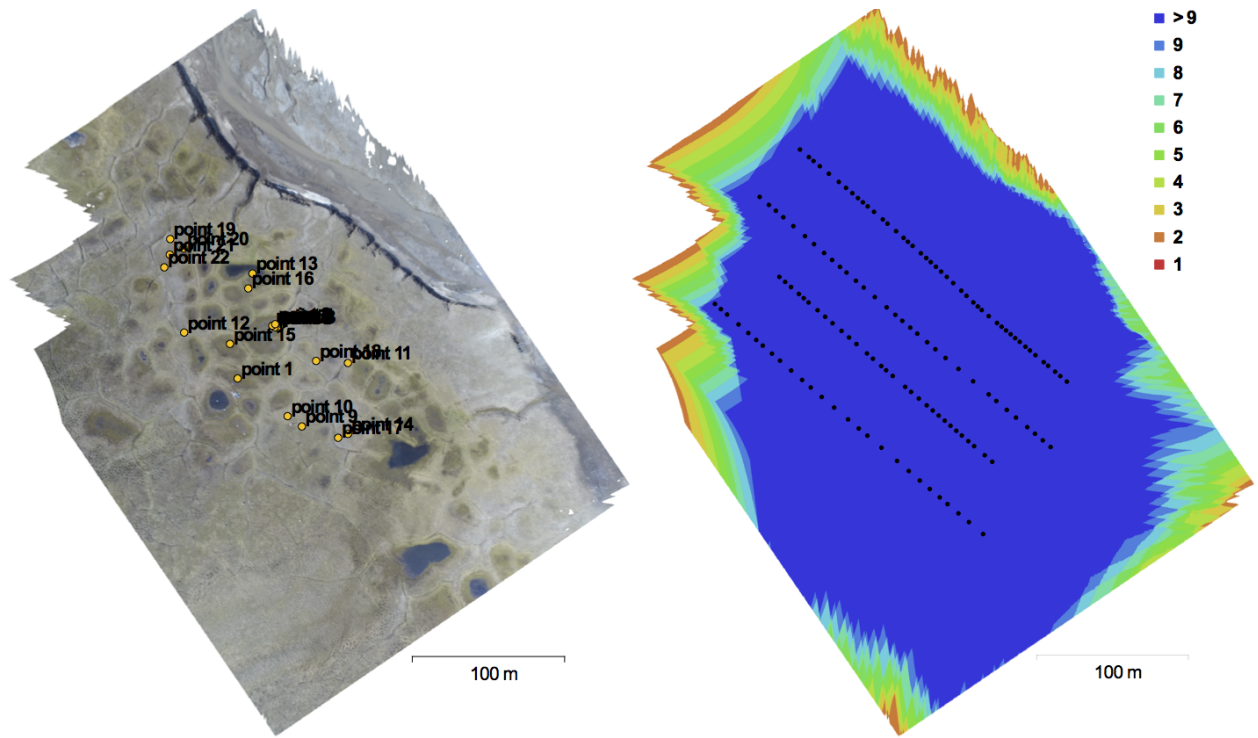 point 19
point 20
point 21
point 22
point 13
point 16
point 12
point 15
point 18
point 11
point 1
point 10
point 9
point 14
point 17
100 m
> 9
9
8
7
6
5
4
3
2
1
100 m